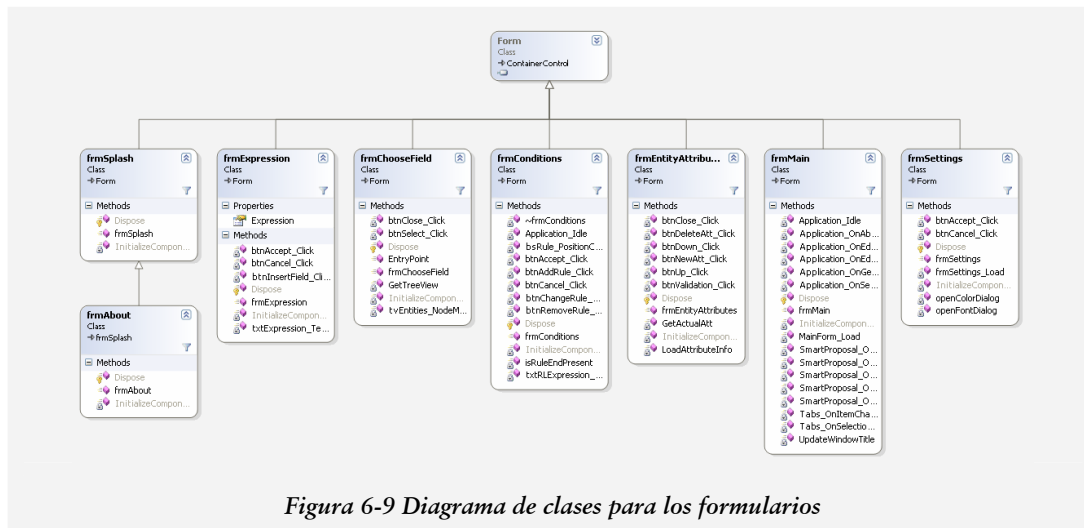 Form
Class
ContainerControl
frmSplash
Class
Form
Methods
Dispose
frmSplash
InitializeCompon...
frmAbout
Class
frmSplash
Methods
Dispose
frmAbout
InitializeCompon...
frmExpression
Class
Form
Properties
Expression
Methods
btnAccept_Click
btnCancel_Click
btnInsertField_Cli...
Dispose
frmExpression
InitializeCompon...
txtExpression_Te...
frmChooseField
Class
Form
Methods
btnClose_Click
btnSelect_Click
Dispose
EntryPoint
frmChooseField
GetTreeView
InitializeCompon...
tvEntities_NodeM...
frmConditions
Class
Form
Methods
~frmConditions
Application_Idle
bsRule_PositionC...
btnAccept_Click
btnAddRule_Click
btnCancel_Click
btnChangeRule_...
btnRemoveRule_...
Dispose
frmConditions
InitializeCompon...
isRuleEndPresent
txtRLExpression_...
frmEntityAttribu...
Class
Form
Methods
btnClose_Click
btnDeleteAtt_Click
btnDown_Click
btnNewAtt_Click
btnUp_Click
btnValidation_Click
Dispose
frmEntityAttributes
GetActualAtt
InitializeCompon...
LoadAttributeInfo
frmMain
Class
Form
Methods
Application_Idle
Application_OnAb...
Application_OnEd...
Application_OnEd...
Application_OnGe...
Application_OnSe...
Dispose
frmMain
InitializeCompon...
MainForm_Load
SmartProposal_O...
SmartProposal_O...
SmartProposal_O...
SmartProposal_O...
Tabs_OnItemCha...
Tabs_OnSelectio...
UpdateWindowTitle
frmSettings
Class
Form
Methods
btnAccept_Click
btnCancel_Click
Dispose
frmSettings
frmSettings_Load
InitializeCompon...
openColorDialog
openFontDialog
Figura 6-9 Diagrama de clases para los formularios